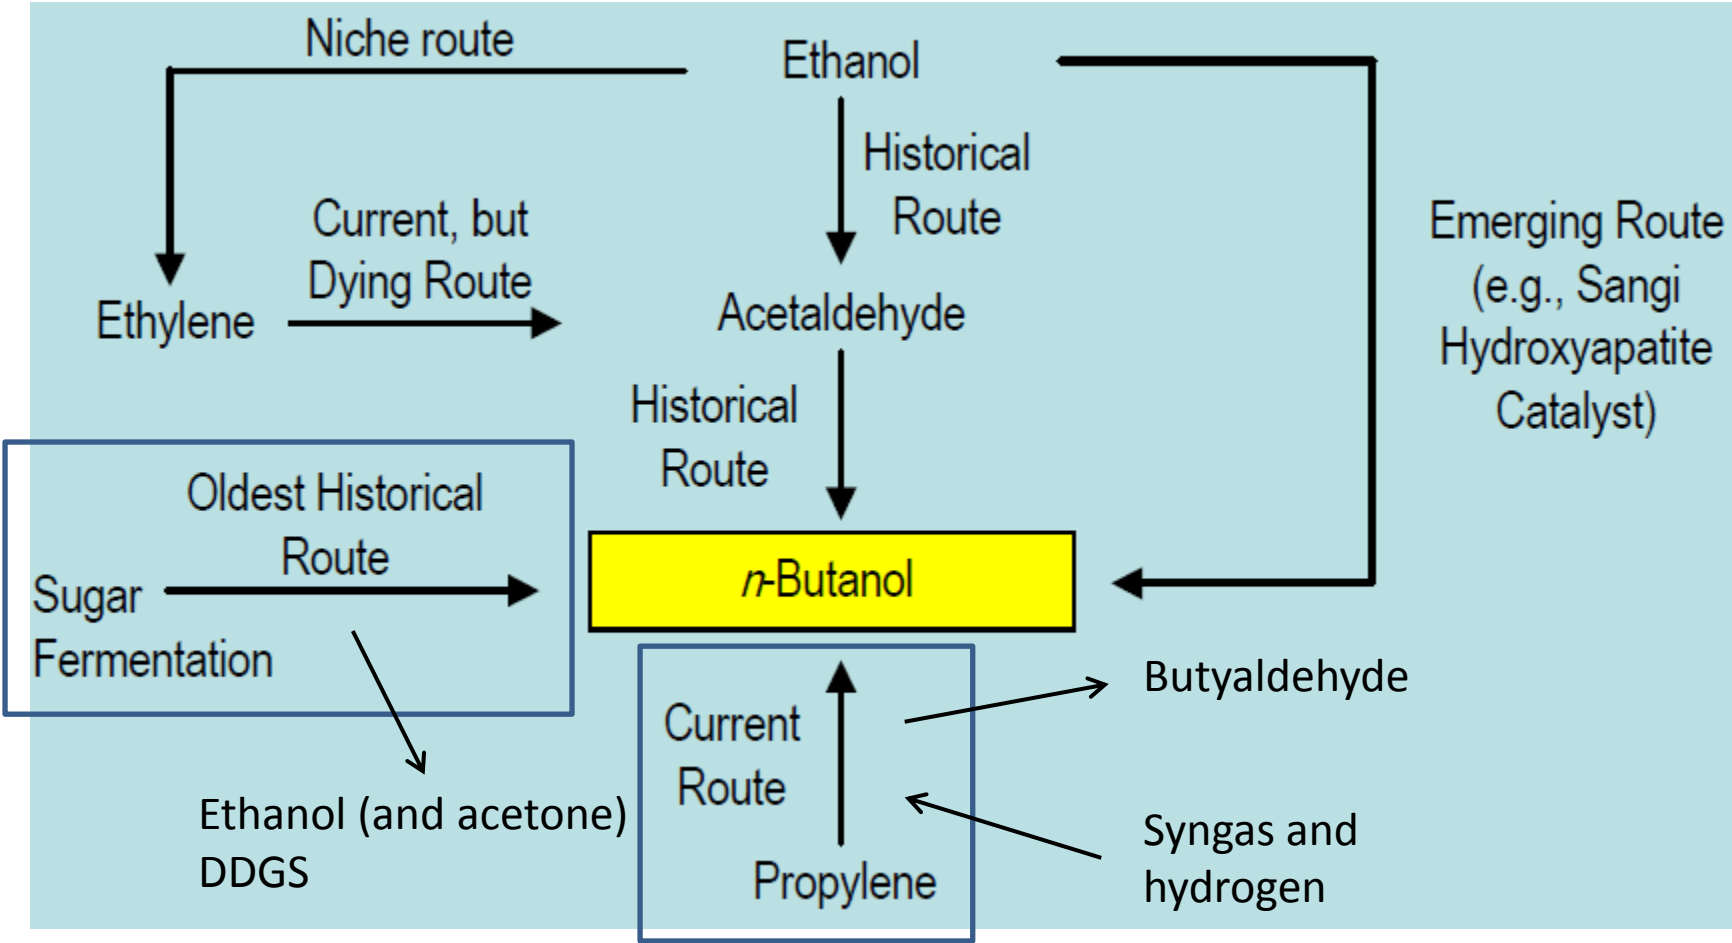 Niche route
Ethanol
Historical
Route
Current, but
Dying Route
Emerging Route
(e.g., Sangi
Hydroxyapatite
Catalyst)
Ethylene
Acetaldehyde
Historical
Route
Oldest Historical
Route
Sugar
Fermentation
n-Butanol
Current
Route
Butyaldehyde
Ethanol (and acetone)
DDGS
Syngas and
hydrogen
Propylene